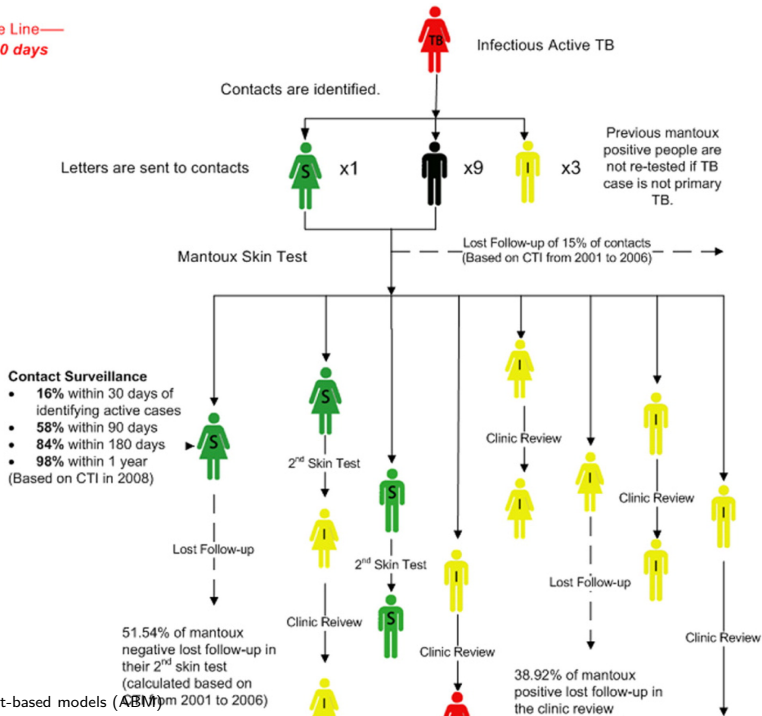 e Line—
0 days
TB
Infectious Active TB
Contacts are identified.
Letters are sent to contacts
S
x1
x9
I
x3
Previous mantoux
positive people are
not re-tested if TB
case is not primary
TB.
Mantoux Skin Test
Lost Follow-up of 15% of contacts
(Based on CTI from 2001 to 2006)
Contact Surveillance
• 16% within 30 days of
identifying active cases
• 58% within 90 days
• 84% within 180 days
• 98% within 1 year
(Based on CTI in 2008)
S
Lost Follow-up
51.54% of mantoux
negative lost follow-up in
their 2nd skin test
(calculated based on
CTI from 2001 to 2006)
S
2nd Skin Test
I
Clinic Reivew
I
S
2nd Skin Test
S
I
Clinic Review
I
Clinic Review
I
I
Lost Follow-up
38.92% of mantoux
positive lost follow-up in
the clinic review
I
Clinic Review
I
I
Clinic Review
t-based models (ABM)